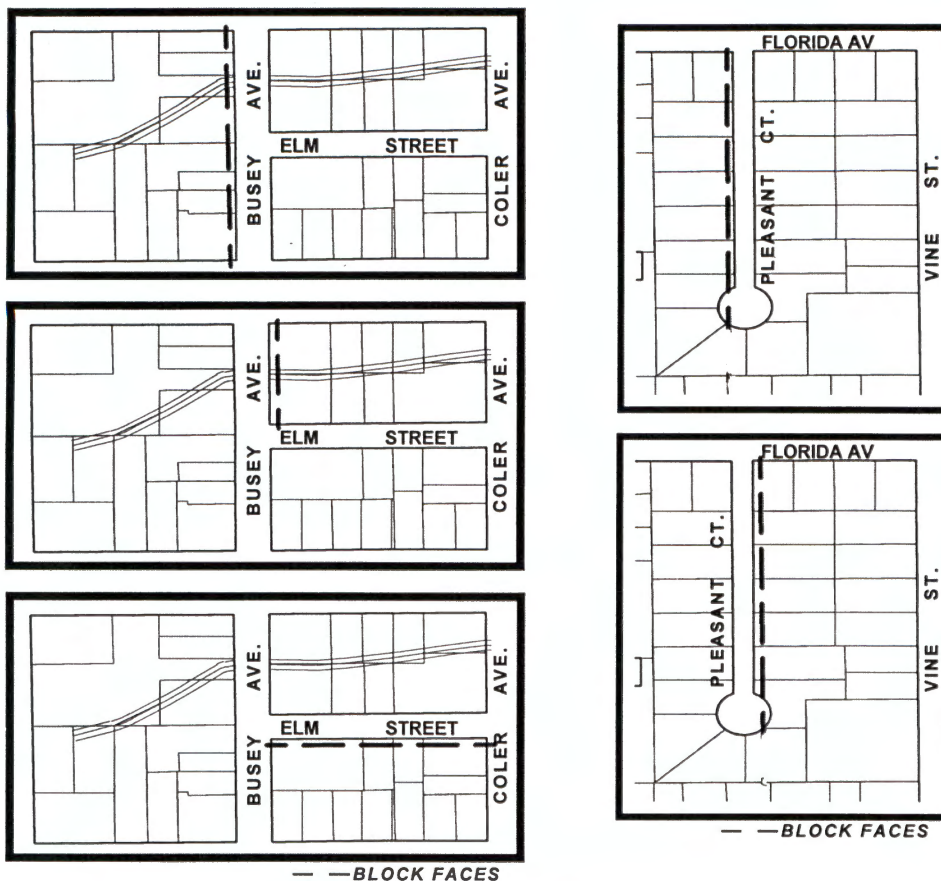 BUSEY AVE.
ELM STREET
COLER AVE.
BUSEY AVE.
ELM STREET
COLER AVE.
BUSEY AVE.
ELM STREET
COLER AVE.
— —BLOCK FACES
FLORIDA AV
PLEASANT CT.
VINE ST.
FLORIDA AV
PLEASANT CT.
VINE ST.
— —BLOCK FACES